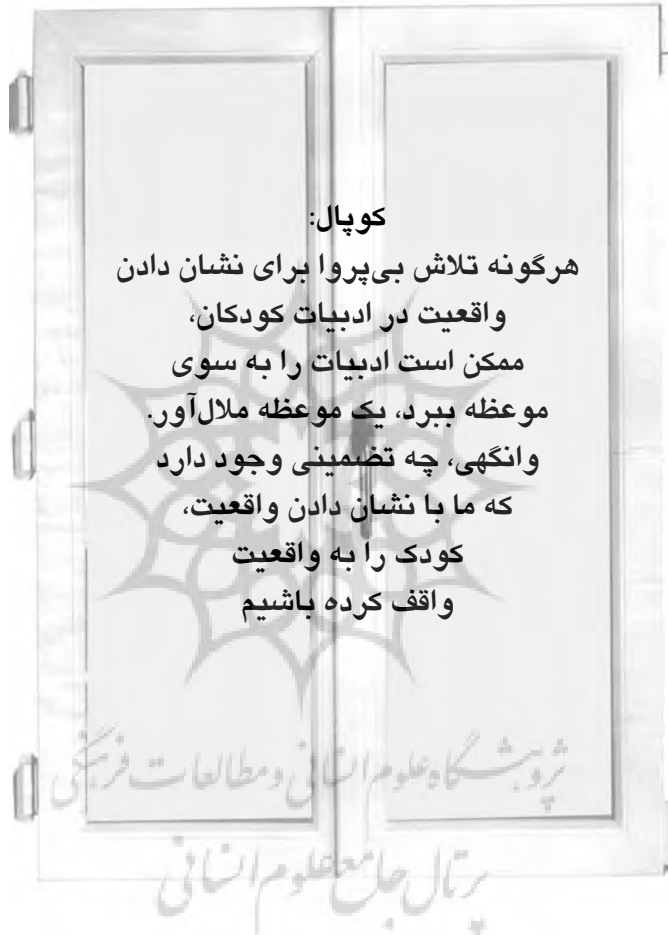 کوپال:
هرگونه تلاش بی‌پروا برای نشان دادن
واقعیت در ادبیات کودکان،
ممکن است ادبیات را به سوی
موعظه ببرد، یک موعظه ملال‌آور.
وانگهی، چه تضمینی وجود دارد
که ما با نشان دادن واقعیت،
کودک را به واقعیت
واقف کرده باشیم
پژوهشگاه علوم انسانی و مطالعات فرهنگی
پرتال جامع علوم انسانی